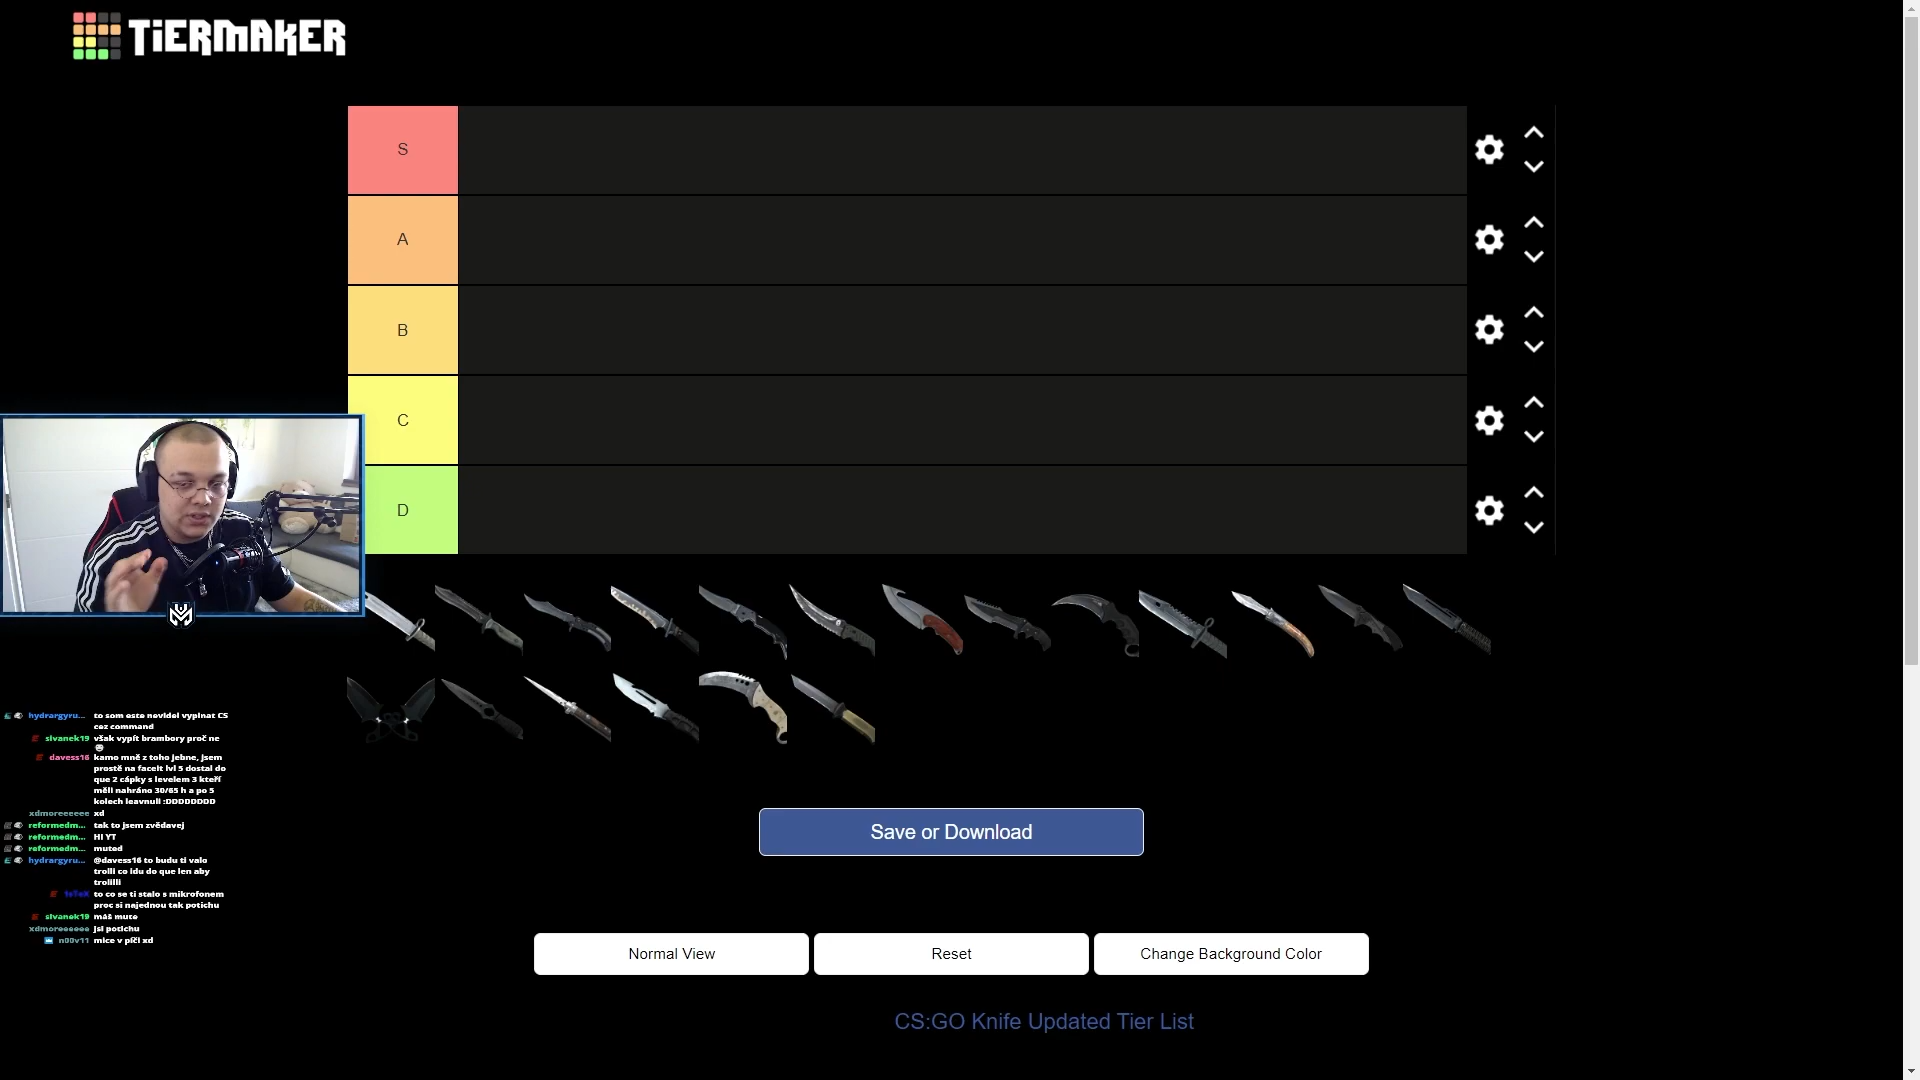 TiERMAKER
S
A
B
C
D
hydrargyru... to som este nevidel vypinat CS
cez command
sivanek19 však vypít brambory proč ne
davess16 kamo mně z toho jebne, jsem
prostě na faceit lvl 5 dostal do
que 2 cápky s levelem 3 kteří
měli nahráno 30/65 h a po 5
kolech leavnuli :DDDDDDDD
xdmoreeeeee xd
reformedm... tak to jsem zvědavej
reformedm... HI YT
reformedm... muted
hydrargyru... @davess16 to budu ti valo
trolli co idu do que len aby
trollili
to co se ti stalo s mikrofonem
proc si najednou tak potichu
sivanek19 máš mute
xdmoreeeeee jsi potichu
n00v11 mlce v piči xd
Save or Download
Normal View
Reset
Change Background Color
CS:GO Knife Updated Tier List